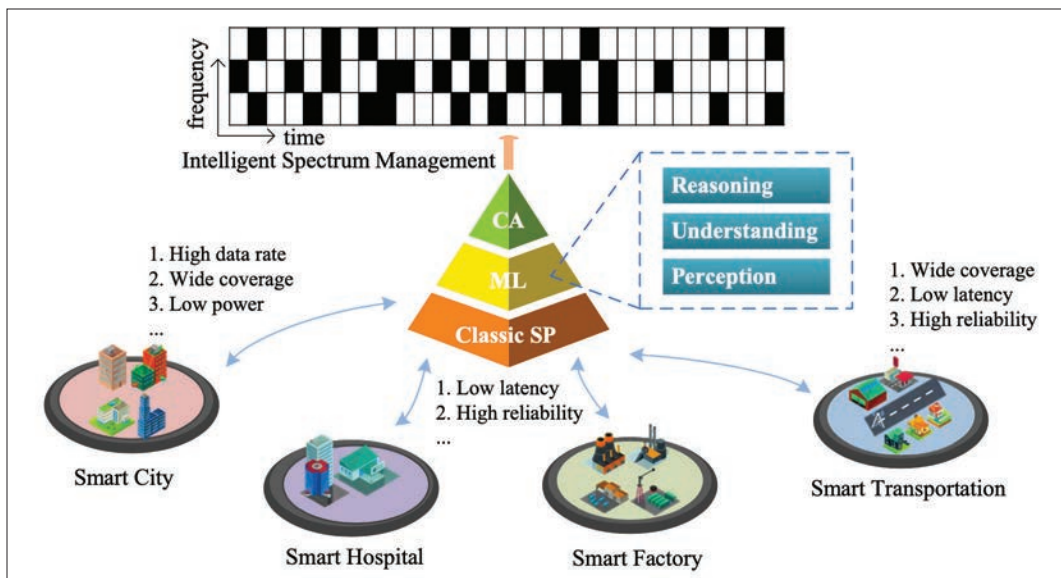 frequency
time
Intelligent Spectrum Management
CA
ML
Classic SP
Reasoning
Understanding
Perception
1. High data rate
2. Wide coverage
3. Low power
...
Smart City
1. Low latency
2. High reliability
...
Smart Hospital
Smart Factory
1. Wide coverage
2. Low latency
3. High reliability
...
Smart Transportation